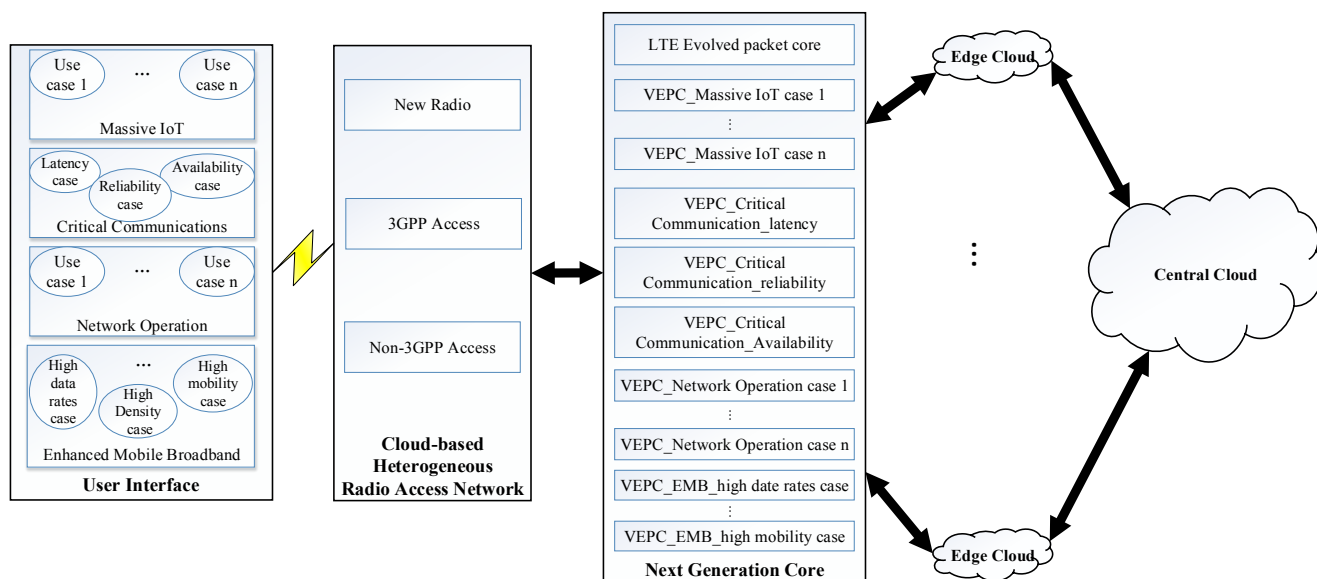 Use
case 1
...
Use
case n
Massive IoT
Latency
case
Reliability
case
Availability
case
Critical Communications
Use
case 1
...
Use
case n
Network Operation
High
data
rates
case
...
High
Density
case
High
mobility
case
Enhanced Mobile Broadband
User Interface
New Radio
3GPP Access
Non-3GPP Access
Cloud-based
Heterogeneous
Radio Access Network
LTE Evolved packet core
VEPC_Massive IoT case 1
...
VEPC_Massive IoT case n
VEPC_Critical
Communication_latency
VEPC_Critical
Communication_reliability
VEPC_Critical
Communication_Availability
VEPC_Network Operation case 1
...
VEPC_Network Operation case n
VEPC_EMB_high date rates case
...
VEPC_EMB_high mobility case
Next Generation Core
Edge Cloud
...
Edge Cloud
Central Cloud